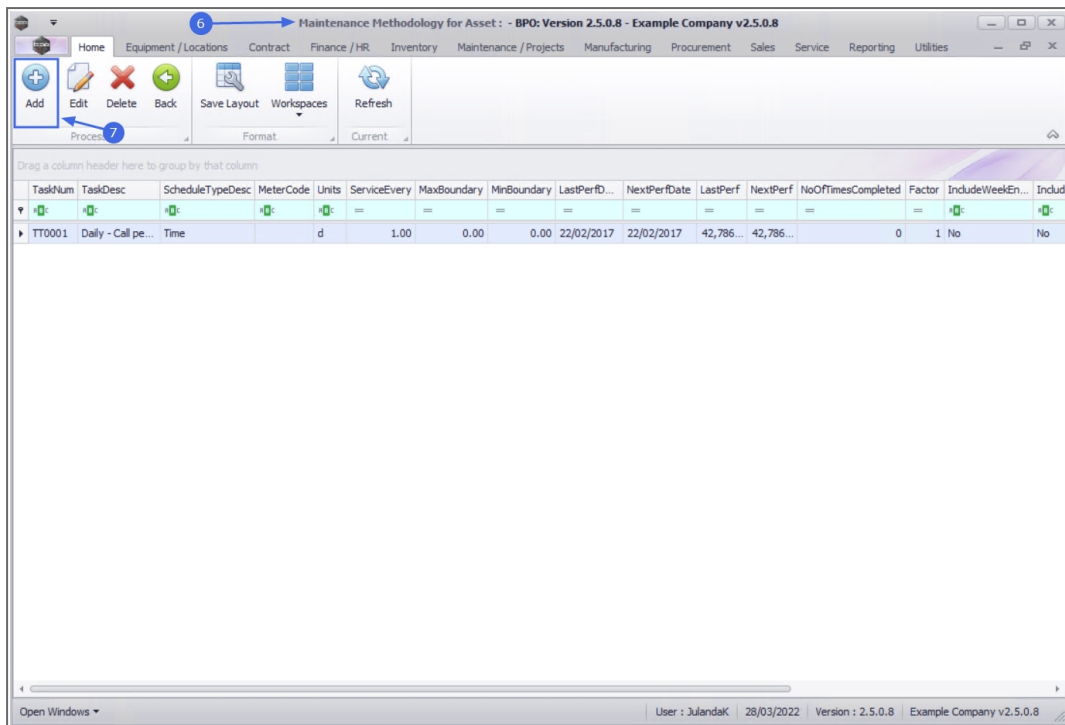 6
Maintenance Methodology for Asset : - BPO: Version 2.5.0.8 - Example Company v2.5.0.8
Home Equipment / Locations Contract Finance / HR Inventory Maintenance / Projects Manufacturing Procurement Sales Service Reporting Utilities
Add Edit Delete Back Save Layout Workspaces Refresh
7
Process Format Current
Drag a column header here to group by that column
TaskNum TaskDesc ScheduleTypeDesc MeterCode Units ServiceEvery MaxBoundary MinBoundary LastPerfD... NextPerfDate LastPerf NextPerf NoOfTimesCompleted Factor IncludeWeekEn... Includ
= = = = = = = = =
TT0001 Daily - Call pe... Time d 1.00 0.00 0.00 22/02/2017 22/02/2017 42,786... 42,786... 0 1 No No
Open Windows User : JulandaK 28/03/2022 Version : 2.5.0.8 Example Company v2.5.0.8